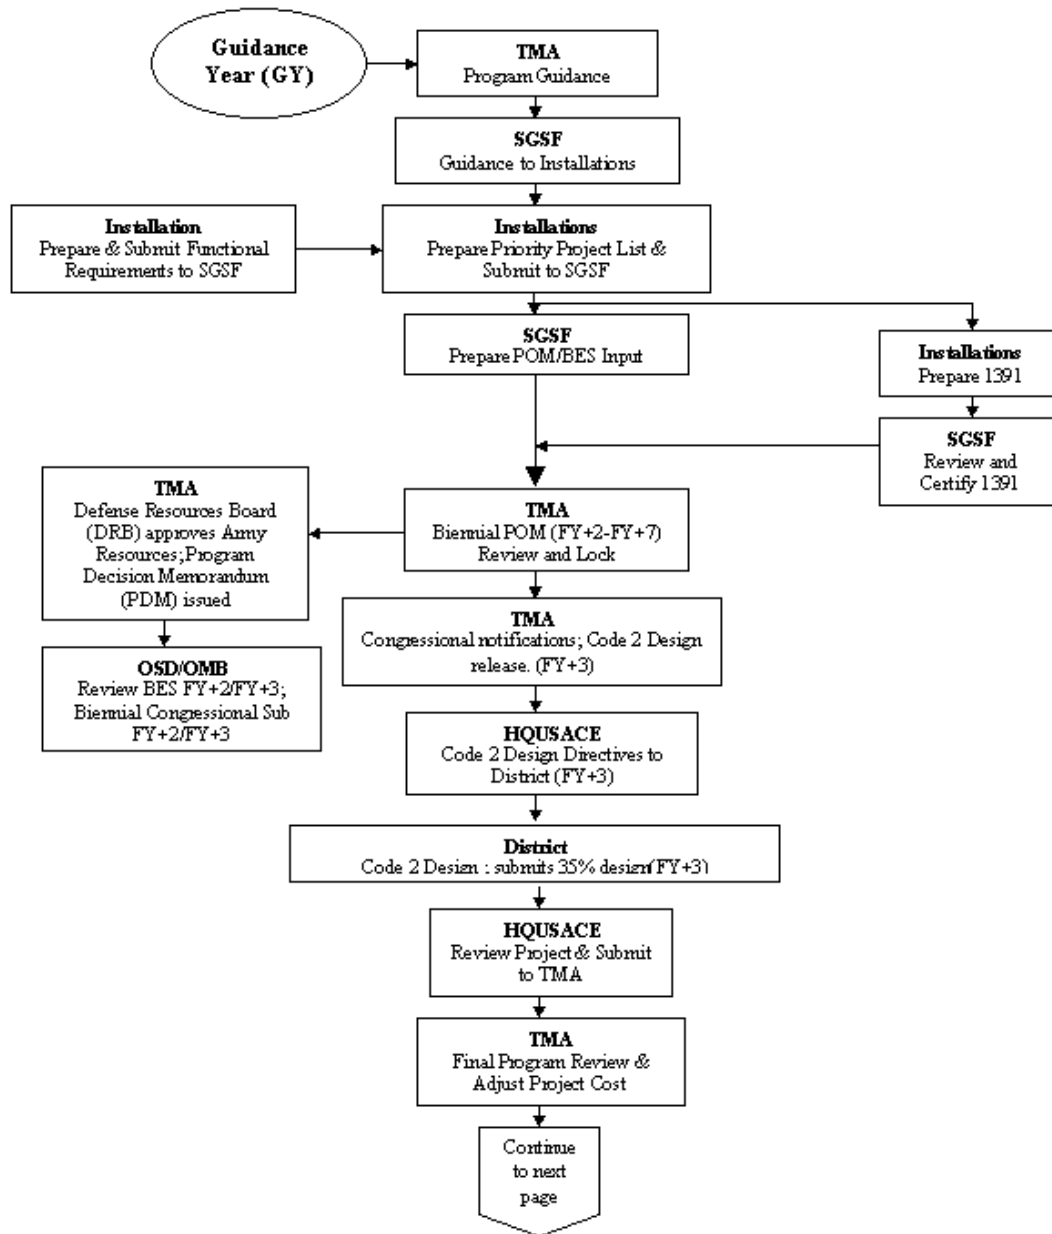 Guidance
Year (GY)
TMA
Program Guidance
SGSF
Guidance to Installations
Installation
Prepare & Submit Functional
Requirements to SGSF
Installations
Prepare Priority Project List &
Submit to SGSF
SGSF
Prepare POM/BES Input
Installations
Prepare 1391
SGSF
Review and
Certify 1391
TMA
Defense Resources Board
(DRB) approves Army
Resources; Program
Decision Memorandum
(PDM) issued
TMA
Biennial POM (FY+2-FY+7)
Review and Lock
TMA
Congressional notifications; Code 2 Design
release. (FY+3)
OSD/OMB
Review BES FY+2/FY+3;
Biennial Congressional Sub
FY+2/FY+3
HQUSACE
Code 2 Design Directives to
District (FY+3)
District
Code 2 Design : submits 35% design(FY+3)
HQUSACE
Review Project & Submit
to TMA
TMA
Final Program Review &
Adjust Project Cost
Continue
to next
page